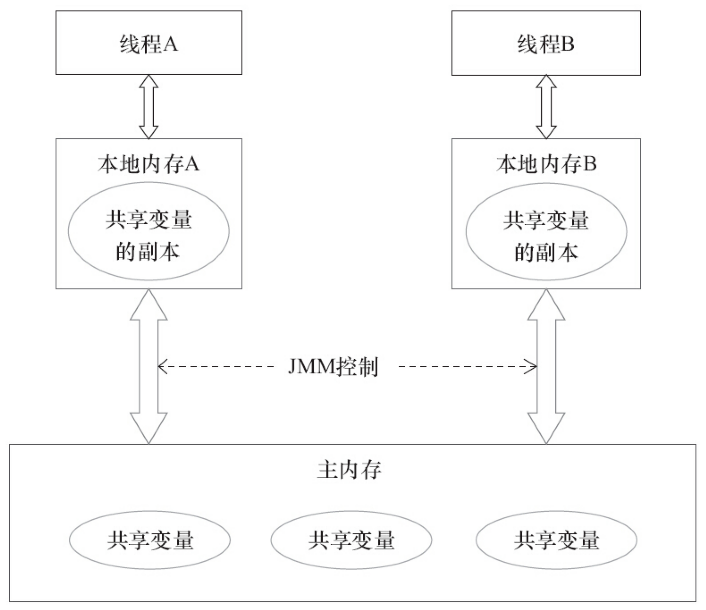 线程A
线程B
本地内存A
本地内存B
共享变量
的副本
共享变量
的副本
JMM控制
主内存
共享变量
共享变量
共享变量